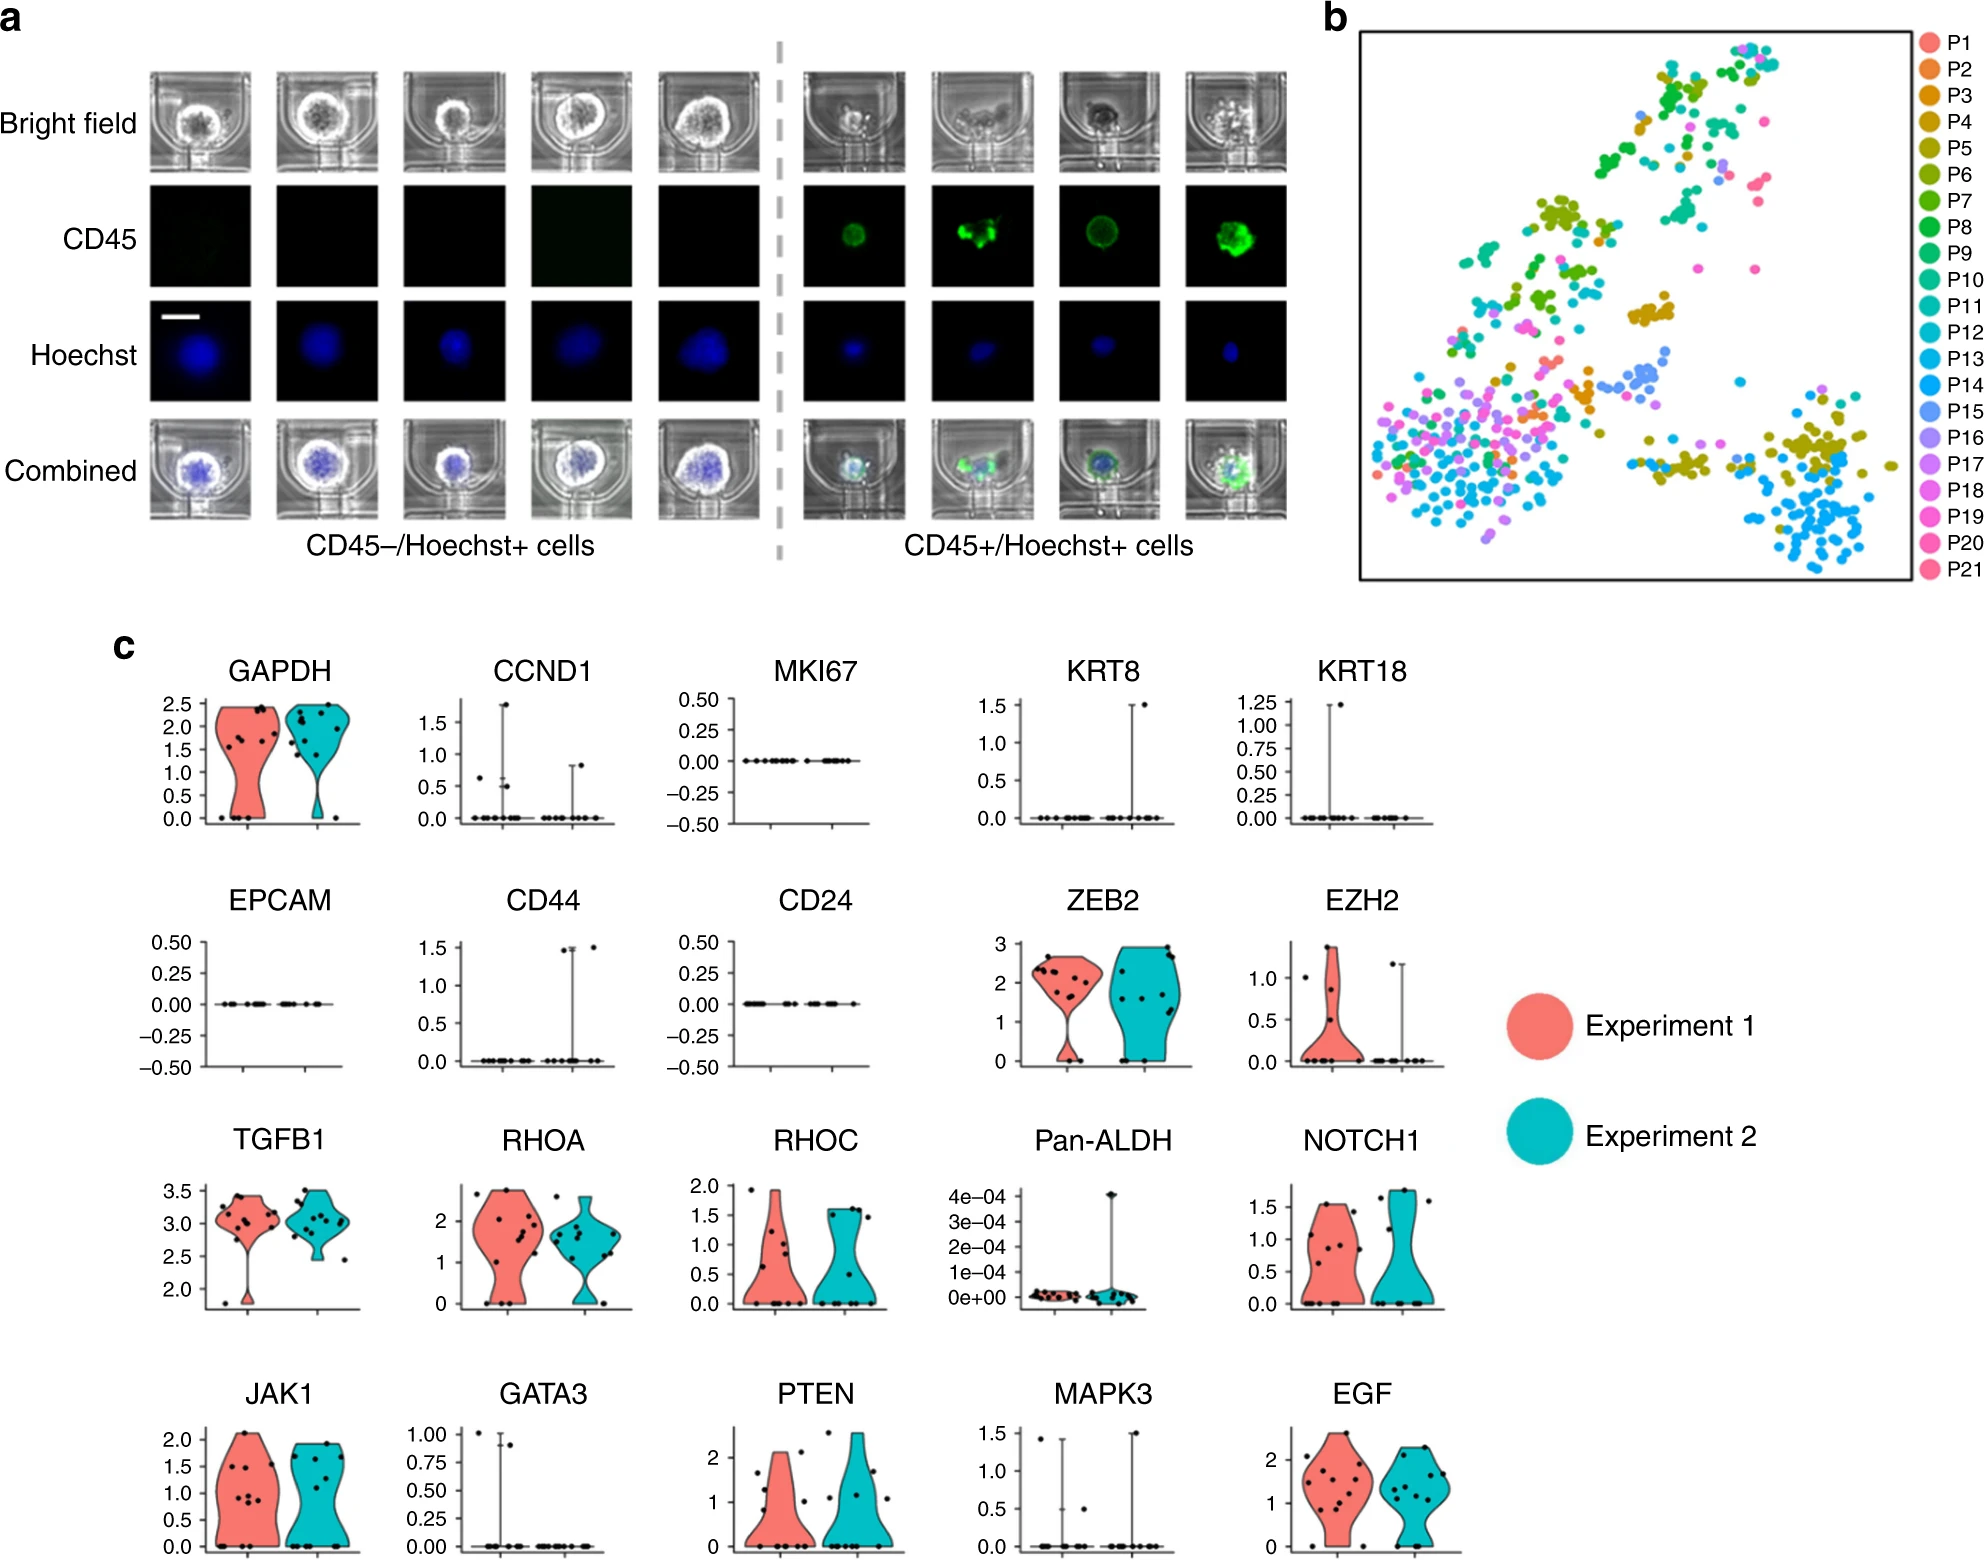 a
Bright field
CD45
Hoechst
Combined
CD45–/Hoechst+ cells
CD45+/Hoechst+ cells
b
P1
P2
P3
P4
P5
P6
P7
P8
P9
P10
P11
P12
P13
P14
P15
P16
P17
P18
P19
P20
P21
c
GAPDH
2.5
2.0
1.5
1.0
0.5
0.0
CCND1
1.5
1.0
0.5
0.0
MKI67
0.50
0.25
0.00
–0.25
–0.50
KRT8
1.5
1.0
0.5
0.0
KRT18
1.25
1.00
0.75
0.50
0.25
0.00
EPCAM
0.50
0.25
0.00
–0.25
–0.50
CD44
1.5
1.0
0.5
0.0
CD24
0.50
0.25
0.00
–0.25
–0.50
ZEB2
3
2
1
0
EZH2
1.0
0.5
0.0
Experiment 1
Experiment 2
TGFB1
3.5
3.0
2.5
2.0
RHOA
2
1
0
RHOC
2.0
1.5
1.0
0.5
0.0
Pan-ALDH
4e–04
3e–04
2e–04
1e–04
0e+00
NOTCH1
1.5
1.0
0.5
0.0
JAK1
2.0
1.5
1.0
0.5
0.0
GATA3
1.00
0.75
0.50
0.25
0.00
PTEN
2
1
0
MAPK3
1.5
1.0
0.5
0.0
EGF
2
1
0